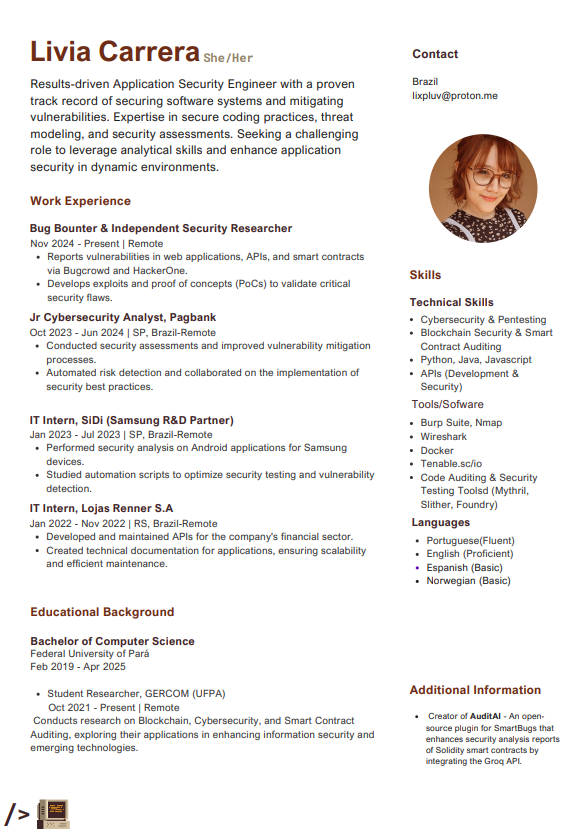 Livia Carrera She/Her
Results-driven Application Security Engineer with a proven
track record of securing software systems and mitigating
vulnerabilities. Expertise in secure coding practices, threat
modeling, and security assessments. Seeking a challenging
role to leverage analytical skills and enhance application
security in dynamic environments.
Work Experience
Bug Bounter & Independent Security Researcher
Nov 2024 - Present | Remote
• Reports vulnerabilities in web applications, APIs, and smart contracts
via Bugcrowd and HackerOne.
• Develops exploits and proof of concepts (PoCs) to validate critical
security flaws.
Jr Cybersecurity Analyst, Pagbank
Oct 2023 - Jun 2024 | SP, Brazil-Remote
• Conducted security assessments and improved vulnerability mitigation
processes.
• Automated risk detection and collaborated on the implementation of
security best practices.
IT Intern, SiDi (Samsung R&D Partner)
Jan 2023 - Jul 2023 | SP, Brazil-Remote
• Performed security analysis on Android applications for Samsung
devices.
• Studied automation scripts to optimize security testing and vulnerability
detection.
IT Intern, Lojas Renner S.A
Jan 2022 - Nov 2022 | RS, Brazil-Remote
• Developed and maintained APIs for the company's financial sector.
• Created technical documentation for applications, ensuring scalability
and efficient maintenance.
Educational Background
Bachelor of Computer Science
Federal University of Pará
Feb 2019 - Apr 2025
• Student Researcher, GERCOM (UFPA)
Oct 2021 - Present | Remote
Conducts research on Blockchain, Cybersecurity, and Smart Contract
Auditing, exploring their applications in enhancing information security and
emerging technologies.
/>
Contact
Brazil
lixpluv@proton.me
Skills
Technical Skills
• Cybersecurity & Pentesting
• Blockchain Security & Smart
Contract Auditing
• Python, Java, Javascript
• APIs (Development &
Security)
Tools/Sofware
• Burp Suite, Nmap
• Wireshark
• Docker
• Tenable.sc/io
• Code Auditing & Security
Testing Toolsd (Mythril,
Slither, Foundry)
Languages
• Portuguese(Fluent)
• English (Proficient)
• Espanish (Basic)
• Norwegian (Basic)
Additional Information
• Creator of AuditAI - An open-
source plugin for SmartBugs that
enhances security analysis reports
of Solidity smart contracts by
integrating the Groq API.